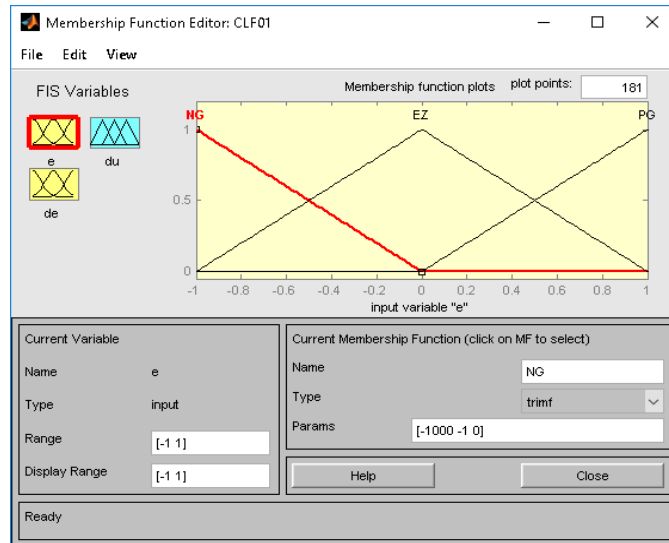 Membership Function Editor: CLF01
File Edit View
FIS Variables
e
du
de
Membership function plots plot points: 181
NG EZ PG
1
0.5
0
-1 -0.8 -0.6 -0.4 -0.2 0 0.2 0.4 0.6 0.8 1
input variable "e"
Current Variable
Name e
Type input
Range [-1 1]
Display Range [-1 1]
Current Membership Function (click on MF to select)
Name NG
Type trimf
Params [-1000 -1 0]
Help Close
Ready